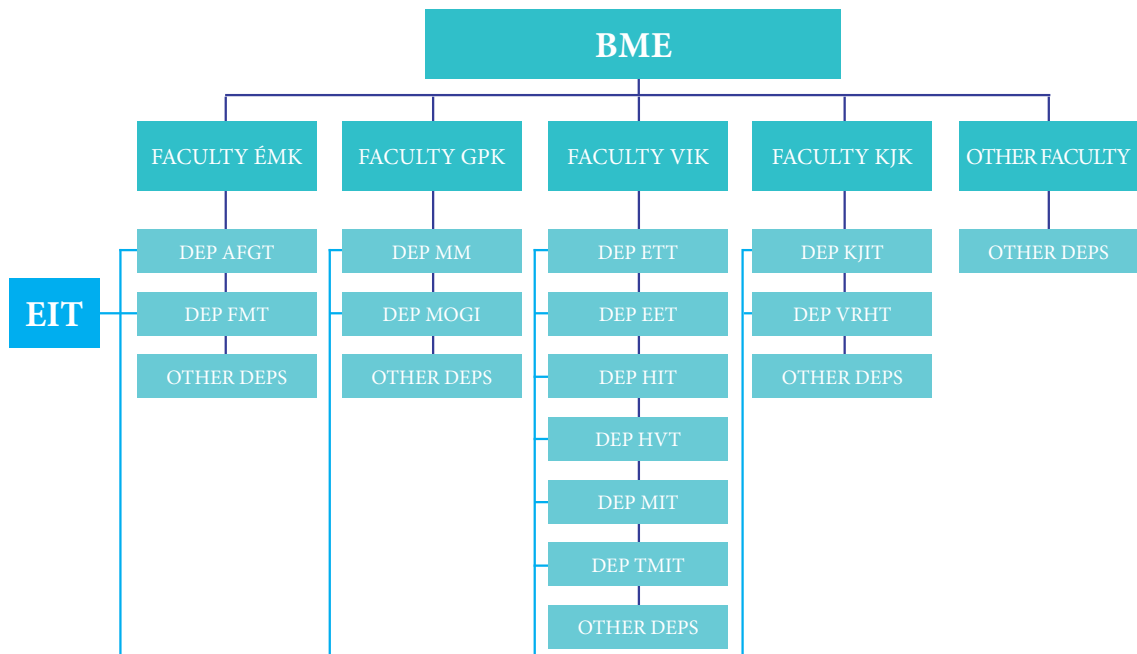 BME
FACULTY ÉMK
FACULTY GPK
FACULTY VIK
FACULTY KJK
OTHER FACULTY
DEP AFGT
DEP MM
DEP ETT
DEP KJIT
OTHER DEPS
EIT
DEP FMT
DEP MOGI
DEP EET
DEP VRHT
OTHER DEPS
OTHER DEPS
DEP HIT
OTHER DEPS
DEP HVT
DEP MIT
DEP TMIT
OTHER DEPS